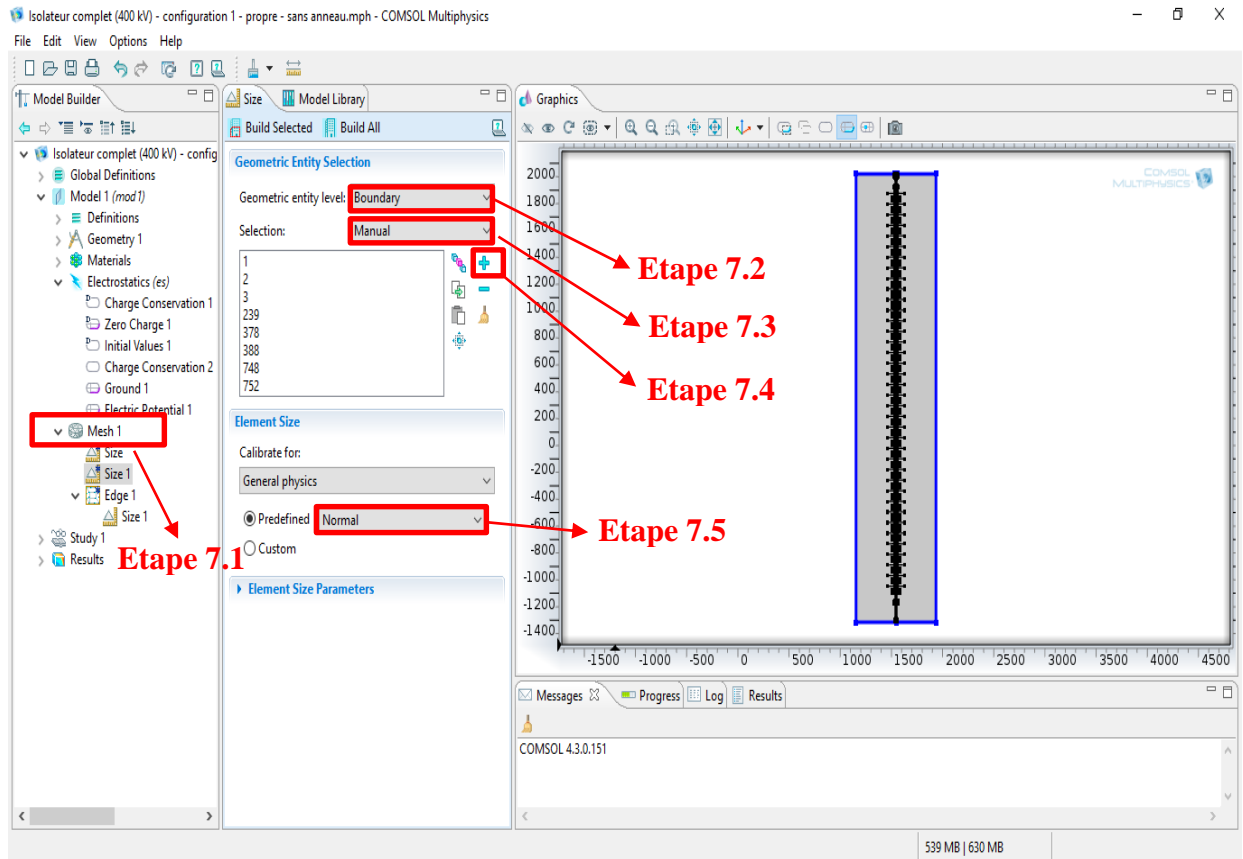 Isolateur complet (400 kV) - configuration 1 - propre - sans anneau.mph - COMSOL Multiphysics
File Edit View Options Help
Model Builder
Size Model Library
Graphics
Build Selected Build All
Isolateur complet (400 kV) - config
Global Definitions
Model 1 (mod1)
Definitions
Geometry 1
Materials
Electrostatics (es)
Charge Conservation 1
Zero Charge 1
Initial Values 1
Charge Conservation 2
Ground 1
Electric Potential 1
Mesh 1
Size
Size 1
Edge 1
Size 1
Study 1
Results
Etape 7.1
Geometric Entity Selection
Geometric entity level: Boundary
Selection: Manual
1
2
3
239
378
388
748
752
Element Size
Calibrate for:
General physics
Predefined Normal
Custom
Element Size Parameters
COMSOL
MULTIPHYSICS
2000
1800
1600
1400
1200
1000
800
600
400
200
0
-200
-400
-600
-800
-1000
-1200
-1400
-1500 -1000 -500 0 500 1000 1500 2000 2500 3000 3500 4000 4500
Etape 7.2
Etape 7.3
Etape 7.4
Etape 7.5
Messages Progress Log Results
COMSOL 4.3.0.151
539 MB | 630 MB